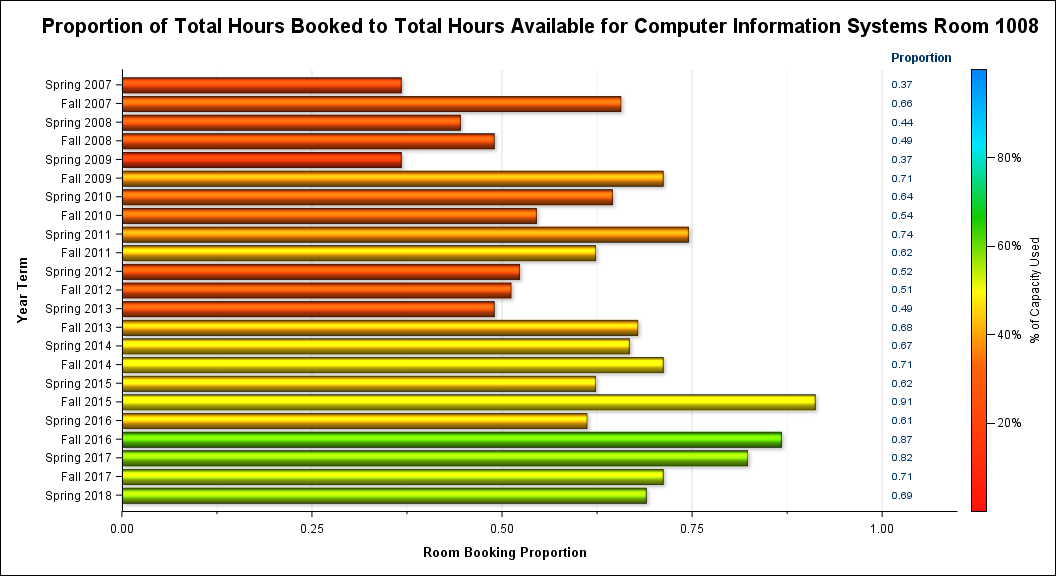 Proportion of Total Hours Booked to Total Hours Available for Computer Information Systems Room 1008
Proportion
Spring 2007 0.37
Fall 2007 0.66
Spring 2008 0.44
Fall 2008 0.49
Spring 2009 0.37
Fall 2009 0.71
Spring 2010 0.64
Fall 2010 0.54
Spring 2011 0.74
Fall 2011 0.62
Spring 2012 0.52
Fall 2012 0.51
Spring 2013 0.49
Fall 2013 0.68
Spring 2014 0.67
Fall 2014 0.71
Spring 2015 0.62
Fall 2015 0.91
Spring 2016 0.61
Fall 2016 0.87
Spring 2017 0.82
Fall 2017 0.71
Spring 2018 0.69
Year Term
0.00 0.25 0.50 0.75 1.00
Room Booking Proportion
80%
60%
40%
20%
% of Capacity Used